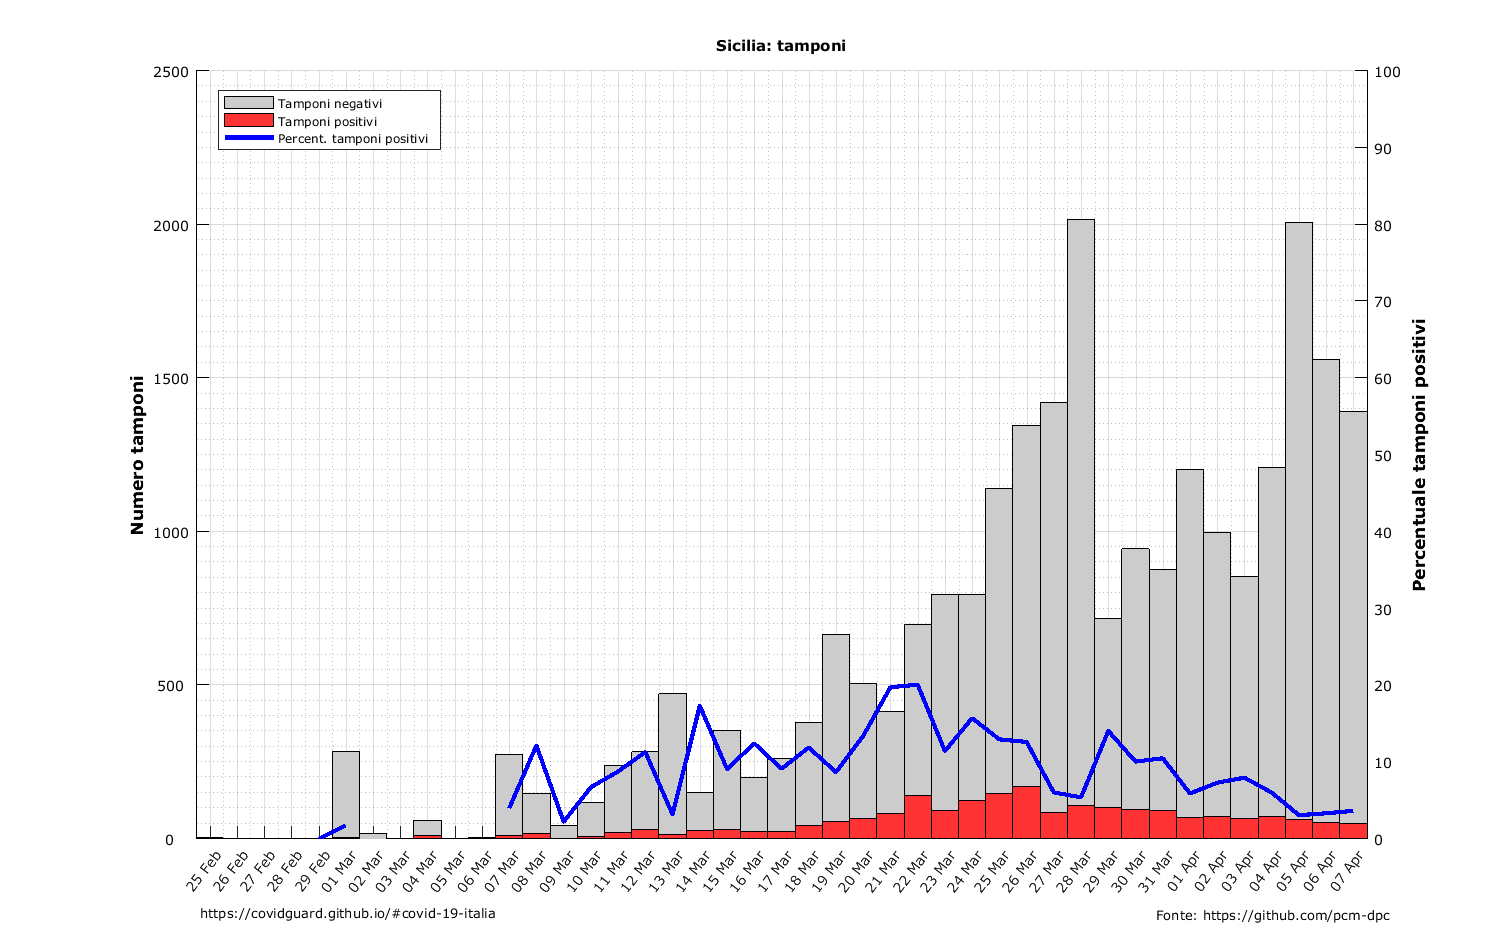 Sicilia: tamponi
Tamponi negativi
Tamponi positivi
Percent. tamponi positivi
Numero tamponi
2500
2000
1500
1000
500
0
Percentuale tamponi positivi
100
90
80
70
60
50
40
30
20
10
0
25 Feb
26 Feb
27 Feb
28 Feb
29 Feb
01 Mar
02 Mar
03 Mar
04 Mar
05 Mar
06 Mar
07 Mar
08 Mar
09 Mar
10 Mar
11 Mar
12 Mar
13 Mar
14 Mar
15 Mar
16 Mar
17 Mar
18 Mar
19 Mar
20 Mar
21 Mar
22 Mar
23 Mar
24 Mar
25 Mar
26 Mar
27 Mar
28 Mar
29 Mar
30 Mar
31 Mar
01 Apr
02 Apr
03 Apr
04 Apr
05 Apr
06 Apr
07 Apr
https://covidguard.github.io/#covid-19-italia
Fonte: https://github.com/pcm-dpc